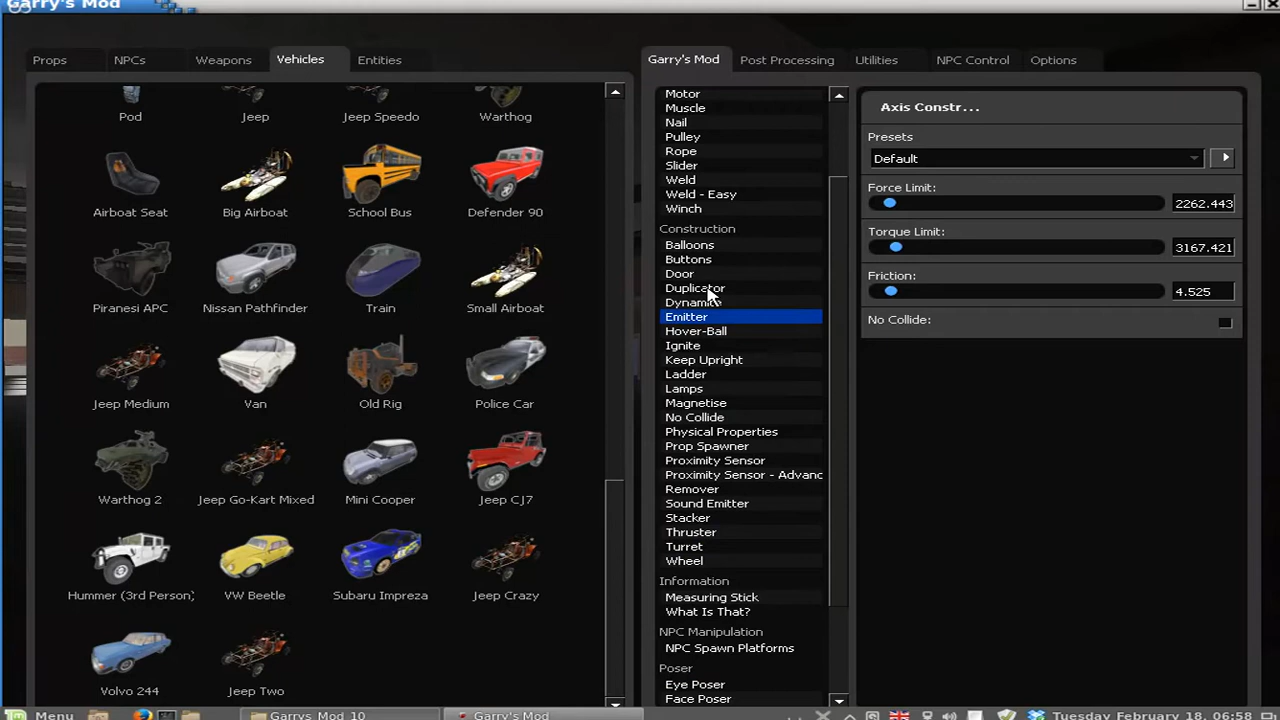 Garry's Mod
Props NPCs Weapons Vehicles Entities
Garry's Mod Post Processing Utilities NPC Control Options
Pod Jeep Jeep Speedo Warthog
Airboat Seat Big Airboat School Bus Defender 90
Piranesi APC Nissan Pathfinder Train Small Airboat
Jeep Medium Van Old Rig Police Car
Warthog 2 Jeep Go-Kart Mixed Mini Cooper Jeep CJ7
Hummer (3rd Person) VW Beetle Subaru Impreza Jeep Crazy
Volvo 244 Jeep Two
Motor
Muscle
Nail
Pulley
Rope
Slider
Weld
Weld - Easy
Winch
Construction
Balloons
Buttons
Door
Duplicator
Dynamite
Emitter
Hover-Ball
Ignite
Keep Upright
Ladder
Lamps
Magnetise
No Collide
Physical Properties
Prop Spawner
Proximity Sensor
Proximity Sensor - Advanc
Remover
Sound Emitter
Stacker
Thruster
Turret
Wheel
Information
Measuring Stick
What Is That?
NPC Manipulation
NPC Spawn Platforms
Poser
Eye Poser
Face Poser
Axis Constr...
Presets
Default
Force Limit:
2262.443
Torque Limit:
3167.421
Friction:
4.525
No Collide:
Menu Garrys_Mod_10 Garry's Mod Tuesday February 18, 06:58